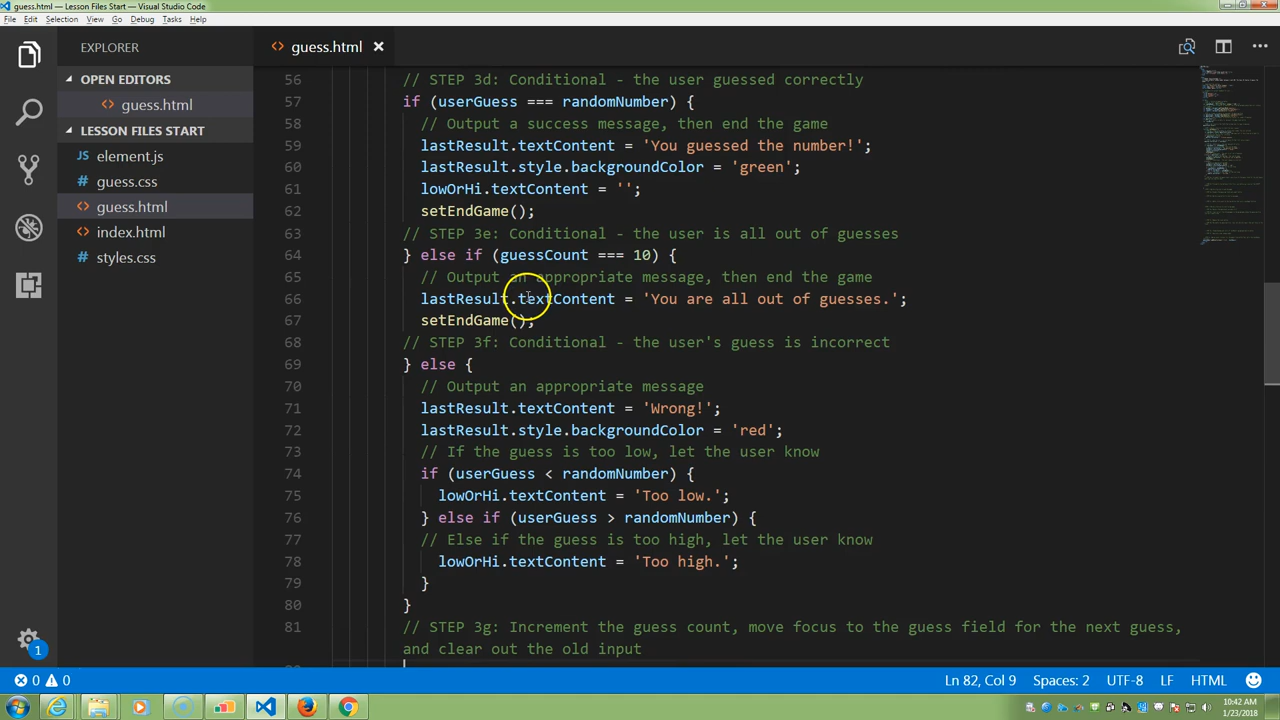 guess.html — Lesson Files Start — Visual Studio Code
File Edit Selection View Go Debug Tasks Help
EXPLORER
guess.html
OPEN EDITORS
guess.html
LESSON FILES START
element.js
guess.css
guess.html
index.html
styles.css
56 // STEP 3d: Conditional - the user guessed correctly
57 if (userGuess === randomNumber) {
58 // Output success message, then end the game
59 lastResult.textContent = 'You guessed the number!';
60 lastResult.style.backgroundColor = 'green'
61 lowOrHi.textContent = '';
62 setEndGame();
63 // STEP 3e: Conditional - the user is all out of guesses
64 } else if (guessCount === 10) {
65 // Output an appropriate message, then end the game
66 lastResult.textContent = 'You are all out of guesses.';
67 setEndGame();
68 // STEP 3f: Conditional - the user's guess is incorrect
69 } else {
70 // Output an appropriate message
71 lastResult.textContent = 'Wrong!';
72 lastResult.style.backgroundColor = 'red';
73 // If the guess is too low, let the user know
74 if (userGuess < randomNumber) {
75 lowOrHi.textContent = 'Too low.';
76 } else if (userGuess > randomNumber) {
77 // Else if the guess is too high, let the user know
78 lowOrHi.textContent = 'Too high.';
79 }
80 }
81 // STEP 3g: Increment the guess count, move focus to the guess field for the next guess,
and clear out the old input
1
0 0
Ln 82, Col 9 Spaces: 2 UTF-8 LF HTML
10:42 AM
1/23/2018